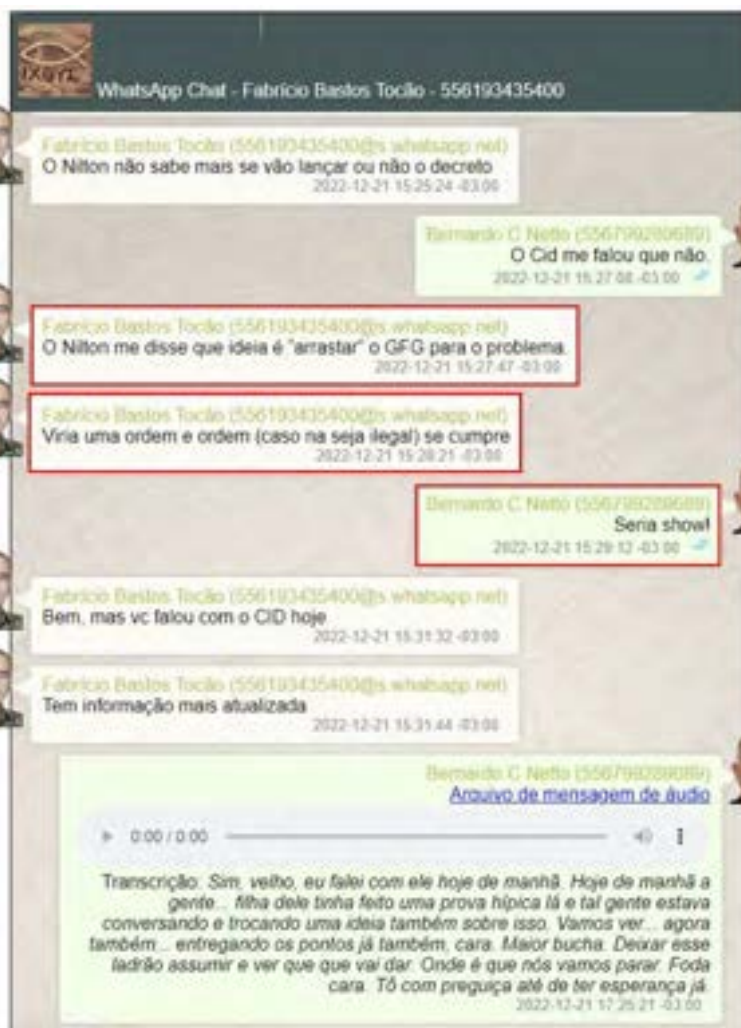 IXΘYΣ
WhatsApp Chat - Fabrício Bastos Tocão - 556193435400
Fabrício Bastos Tocão (556193435400@s.whatsapp.net)
O Nilton não sabe mais se vão lançar ou não o decreto
2022-12-21 15:25:24 -03:00
Bernardo C Netto (556799289689)
O Cid me falou que não.
2022-12-21 15:27:08 -03:00
Fabrício Bastos Tocão (556193435400@s.whatsapp.net)
O Nilton me disse que ideia é "arrastar" o GFG para o problema.
2022-12-21 15:27:47 -03:00
Fabrício Bastos Tocão (556193435400@s.whatsapp.net)
Viria uma ordem e ordem (caso na seja ilegal) se cumpre
2022-12-21 15:28:21 -03:00
Bernardo C Netto (556799289689)
Seria show!
2022-12-21 15:29:12 -03:00
Fabrício Bastos Tocão (556193435400@s.whatsapp.net)
Bem, mas vc falou com o CID hoje
2022-12-21 15:31:32 -03:00
Fabrício Bastos Tocão (556193435400@s.whatsapp.net)
Tem informação mais atualizada
2022-12-21 15:31:44 -03:00
Bernardo C Netto (556799289689)
Arquivo de mensagem de áudio
0:00 / 0:00
Transcrição: Sim, velho, eu falei com ele hoje de manhã. Hoje de manhã a
gente... filha dele tinha feito uma prova hípica lá e tal gente estava
conversando e trocando uma ideia também sobre isso. Vamos ver... agora
também... entregando os pontos já também, cara. Maior bucha. Deixar esse
ladrão assumir e ver que que vai dar. Onde é que nós vamos parar. Foda
cara. Tô com preguiça até de ter esperança já.
2022-12-21 17:25:21 -03:00